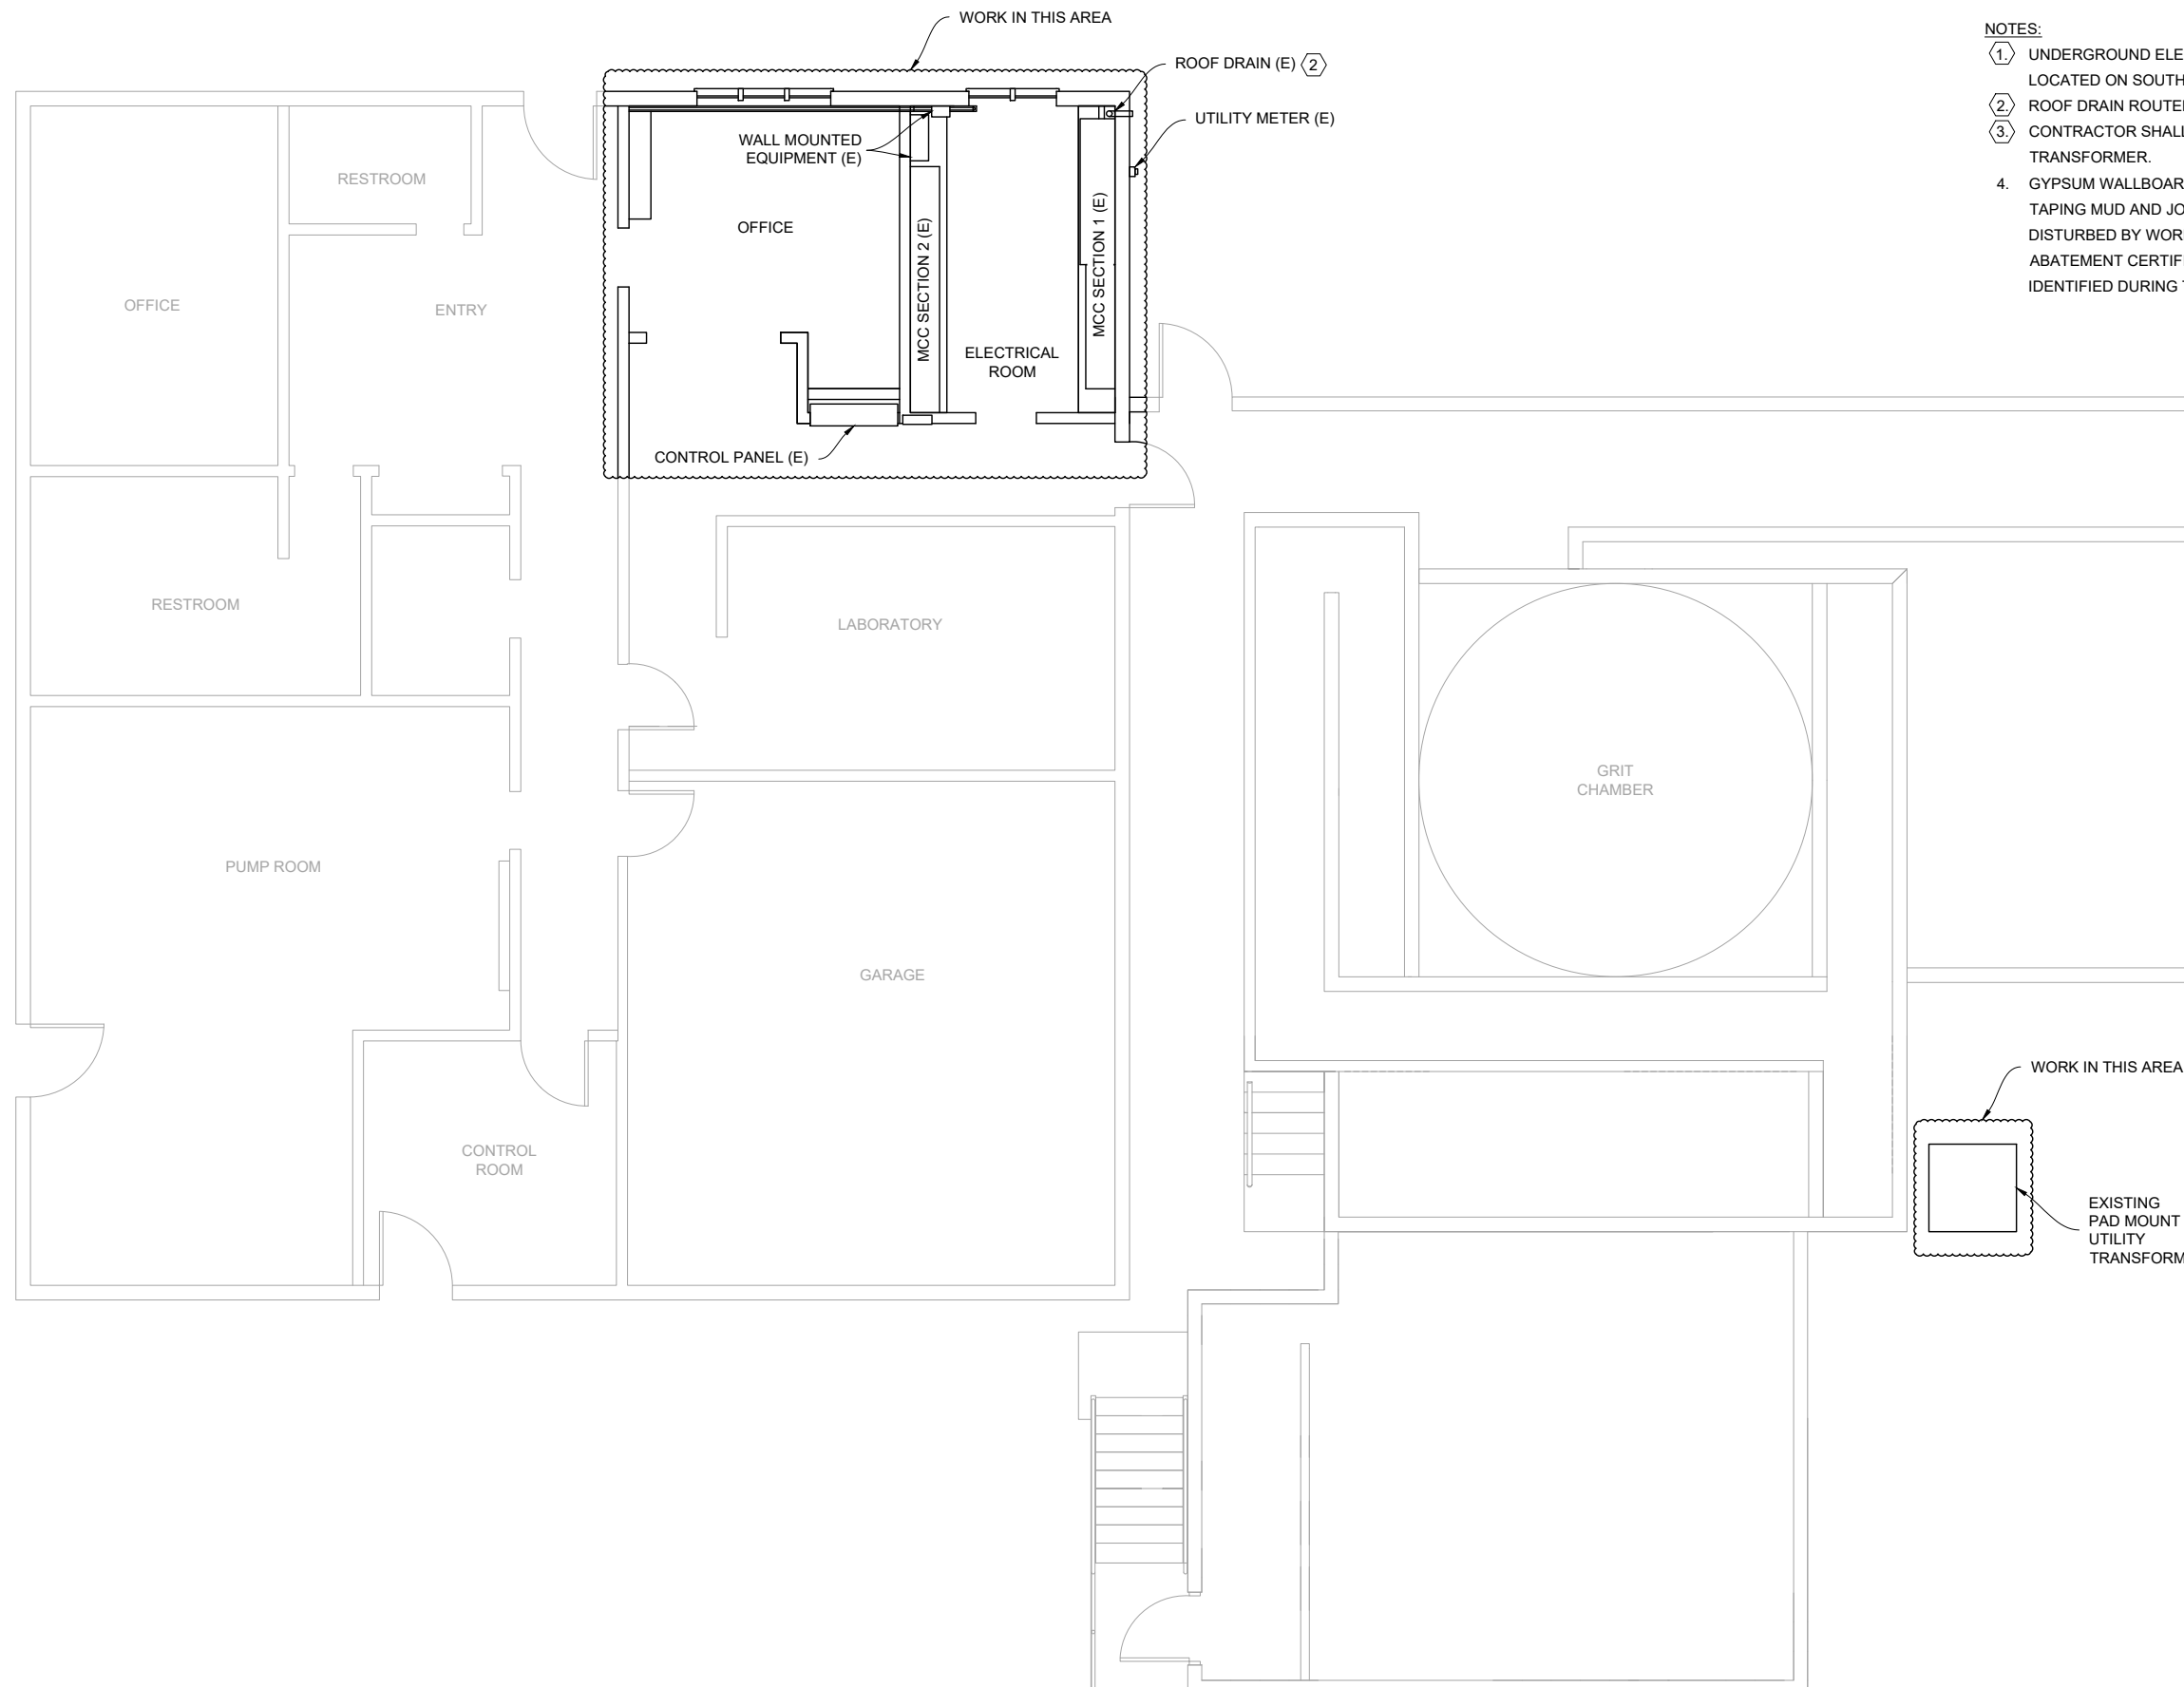 WORK IN THIS AREA
NOTES:
1. UNDERGROUND ELE
LOCATED ON SOUTH
2. ROOF DRAIN ROUTE
3. CONTRACTOR SHALL
TRANSFORMER.
4. GYPSUM WALLBOAR
TAPING MUD AND JO
DISTURBED BY WOR
ABATEMENT CERTIF
IDENTIFIED DURING
ROOF DRAIN (E) 2
UTILITY METER (E)
WALL MOUNTED
EQUIPMENT (E)
RESTROOM
OFFICE
MCC SECTION 2 (E)
MCC SECTION 1 (E)
OFFICE
ENTRY
ELECTRICAL
ROOM
CONTROL PANEL (E)
RESTROOM
LABORATORY
GRIT
CHAMBER
PUMP ROOM
GARAGE
WORK IN THIS AREA
CONTROL
ROOM
EXISTING
PAD MOUNT
UTILITY
TRANSFORM